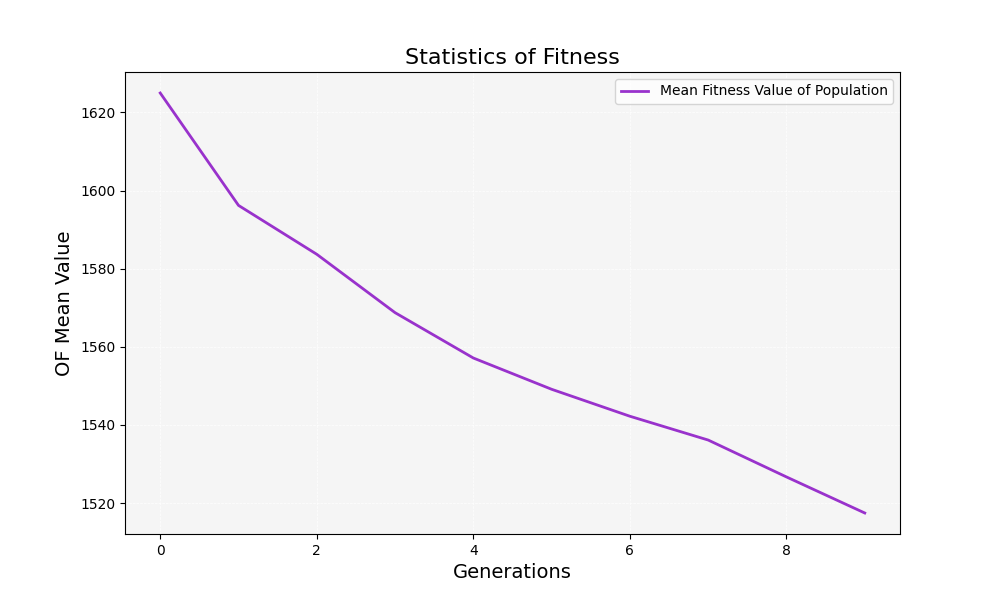 Statistics of Fitness
Mean Fitness Value of Population
OF Mean Value
1620
1600
1580
1560
1540
1520
0 2 4 6 8
Generations